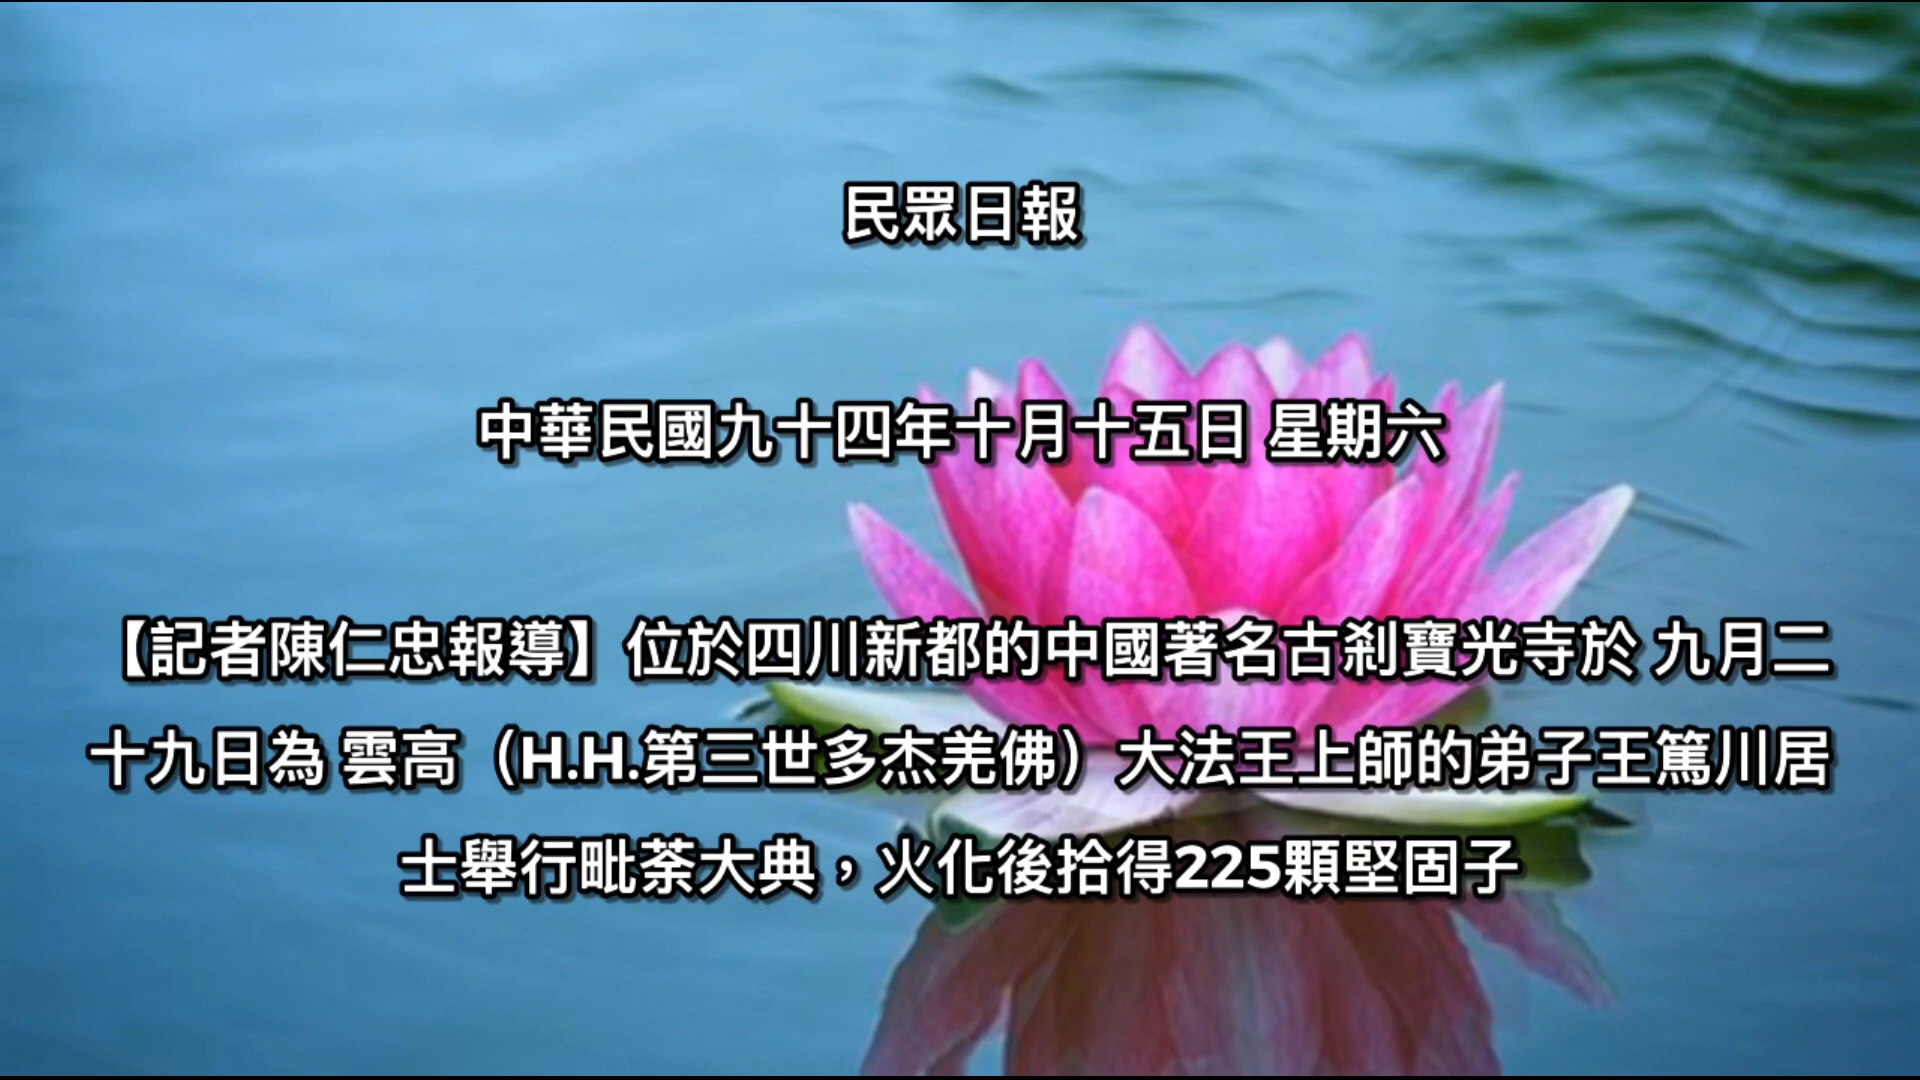 民眾日報
中華民國九十四年十月十五日 星期六
【記者陳仁忠報導】位於四川新都的中國著名古剎寶光寺於 九月二
十九日為 雲高（H.H.第三世多杰羌佛）大法王上師的弟子王篤川居
士舉行毗荼大典，火化後拾得225顆堅固子